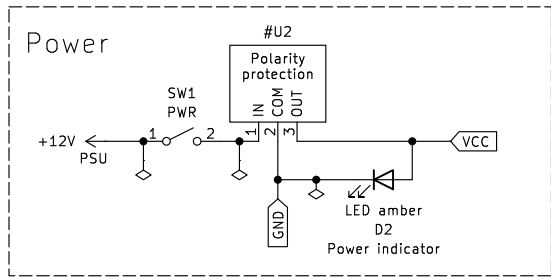 Power
#U2
Polarity
protection
IN
COM
OUT
1
2
3
SW1
PWR
1
2
+12V
PSU
VCC
GND
LED amber
D2
Power indicator